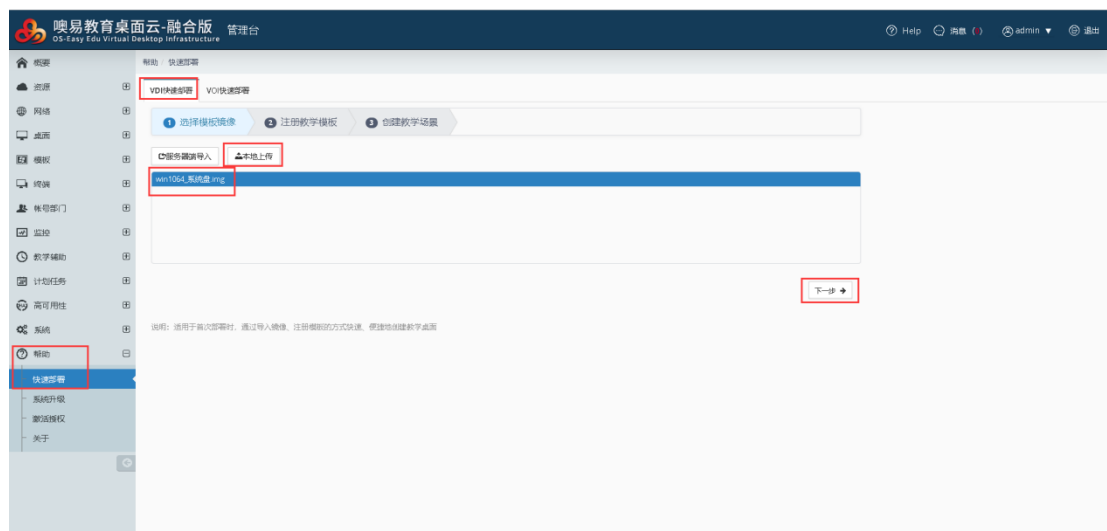 噢易教育桌面云-融合版 管理台
OS-Easy Edu Virtual Desktop Infrastructure
Help 消息 () admin ▼ 退出
概要
资源
网络
桌面
模板
终端
帐号部门
监控
教学辅助
计划任务
高可用性
系统
帮助
快速部署
系统升级
激活授权
关于
帮助 / 快速部署
VDI快速部署 VOI快速部署
1 选择模板镜像 2 注册教学模板 3 创建教学场景
服务器端导入 本地上传
win1064_系统盘.img
下一步 →
说明：适用于首次部署时，通过导入镜像、注册模板的方式快速、便捷地创建教学桌面